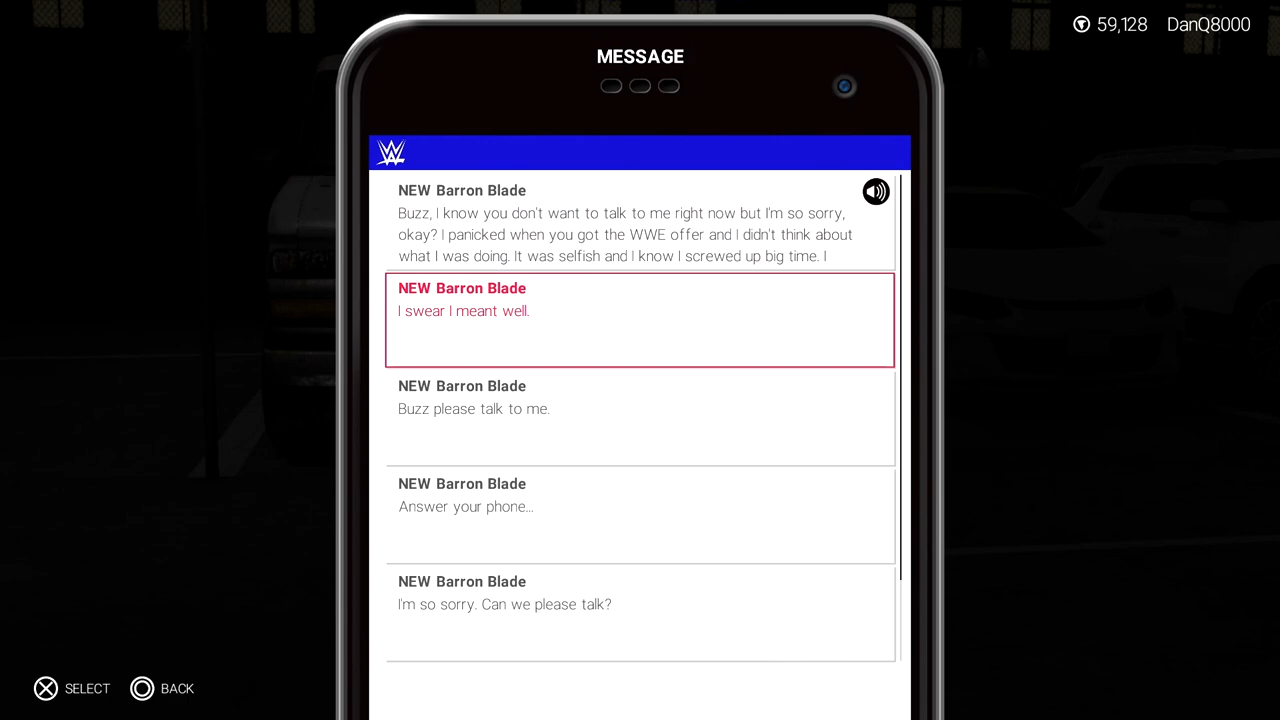 59,128 DanQ8000
MESSAGE
NEW Barron Blade
Buzz, I know you don't want to talk to me right now but I'm so sorry,
okay? I panicked when you got the WWE offer and I didn't think about
what I was doing. It was selfish and I know I screwed up big time. I
NEW Barron Blade
I swear I meant well.
NEW Barron Blade
Buzz please talk to me.
NEW Barron Blade
Answer your phone...
NEW Barron Blade
I'm so sorry. Can we please talk?
SELECT BACK